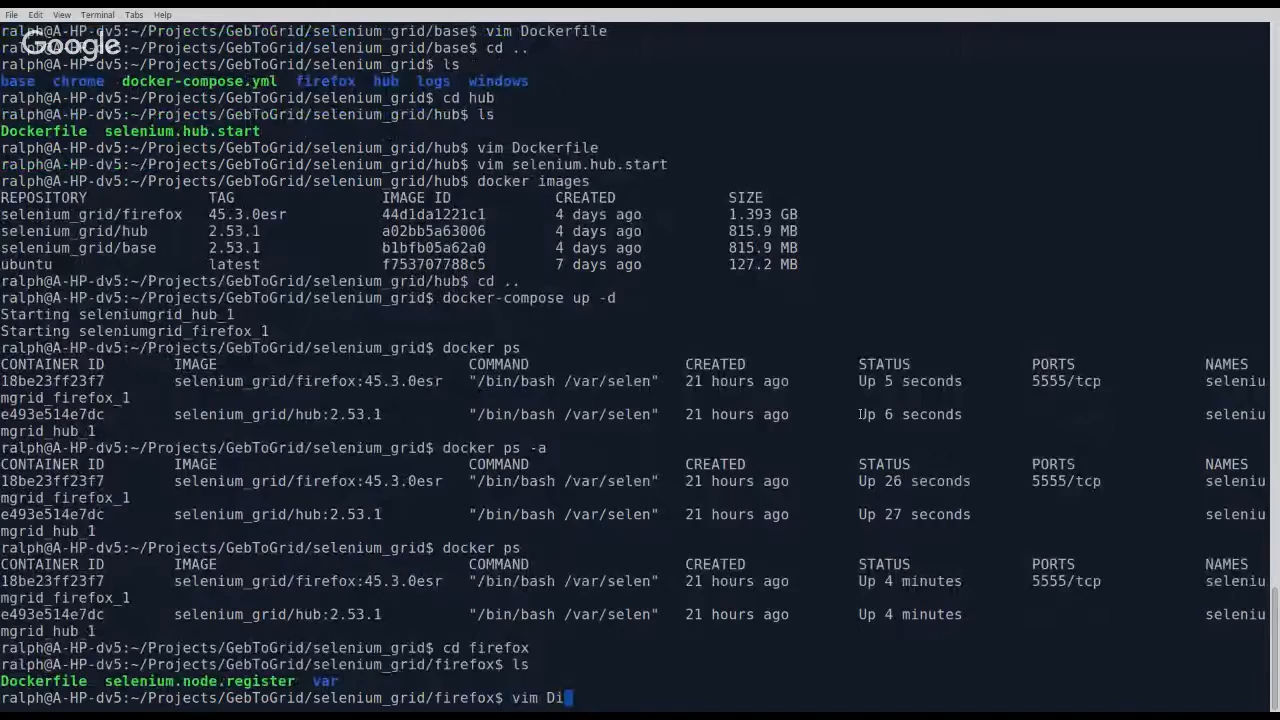 File Edit View Terminal Tabs Help
ralph@A-HP-dv5:~/Projects/GebToGrid/selenium_grid/base$ vim Dockerfile
Google
ralph@A-HP-dv5:~/Projects/GebToGrid/selenium_grid/base$ cd ..
ralph@A-HP-dv5:~/Projects/GebToGrid/selenium_grid$ ls
base chrome docker-compose.yml firefox hub logs windows
ralph@A-HP-dv5:~/Projects/GebToGrid/selenium_grid$ cd hub
ralph@A-HP-dv5:~/Projects/GebToGrid/selenium_grid/hub$ ls
Dockerfile selenium.hub.start
ralph@A-HP-dv5:~/Projects/GebToGrid/selenium_grid/hub$ vim Dockerfile
ralph@A-HP-dv5:~/Projects/GebToGrid/selenium_grid/hub$ vim selenium.hub.start
ralph@A-HP-dv5:~/Projects/GebToGrid/selenium_grid/hub$ docker images
REPOSITORY TAG IMAGE ID CREATED SIZE
selenium_grid/firefox 45.3.0esr 44d1da1221c1 4 days ago 1.393 GB
selenium_grid/hub 2.53.1 a02bb5a63006 4 days ago 815.9 MB
selenium_grid/base 2.53.1 b1bfb05a62a0 4 days ago 815.9 MB
ubuntu latest f753707788c5 7 days ago 127.2 MB
ralph@A-HP-dv5:~/Projects/GebToGrid/selenium_grid/hub$ cd ..
ralph@A-HP-dv5:~/Projects/GebToGrid/selenium_grid$ docker-compose up -d
Starting seleniumgrid_hub_1
Starting seleniumgrid_firefox_1
ralph@A-HP-dv5:~/Projects/GebToGrid/selenium_grid$ docker ps
CONTAINER ID IMAGE COMMAND CREATED STATUS PORTS NAMES
18be23ff23f7 selenium_grid/firefox:45.3.0esr "/bin/bash /var/selen" 21 hours ago Up 5 seconds 5555/tcp seleniu
mgrid_firefox_1
e493e514e7dc selenium_grid/hub:2.53.1 "/bin/bash /var/selen" 21 hours ago Up 6 seconds seleniu
mgrid_hub_1
ralph@A-HP-dv5:~/Projects/GebToGrid/selenium_grid$ docker ps -a
CONTAINER ID IMAGE COMMAND CREATED STATUS PORTS NAMES
18be23ff23f7 selenium_grid/firefox:45.3.0esr "/bin/bash /var/selen" 21 hours ago Up 26 seconds 5555/tcp seleniu
mgrid_firefox_1
e493e514e7dc selenium_grid/hub:2.53.1 "/bin/bash /var/selen" 21 hours ago Up 27 seconds seleniu
mgrid_hub_1
ralph@A-HP-dv5:~/Projects/GebToGrid/selenium_grid$ docker ps
CONTAINER ID IMAGE COMMAND CREATED STATUS PORTS NAMES
18be23ff23f7 selenium_grid/firefox:45.3.0esr "/bin/bash /var/selen" 21 hours ago Up 4 minutes 5555/tcp seleniu
mgrid_firefox_1
e493e514e7dc selenium_grid/hub:2.53.1 "/bin/bash /var/selen" 21 hours ago Up 4 minutes seleniu
mgrid_hub_1
ralph@A-HP-dv5:~/Projects/GebToGrid/selenium_grid$ cd firefox
ralph@A-HP-dv5:~/Projects/GebToGrid/selenium_grid/firefox$ ls
Dockerfile selenium.node.register var
ralph@A-HP-dv5:~/Projects/GebToGrid/selenium_grid/firefox$ vim Di